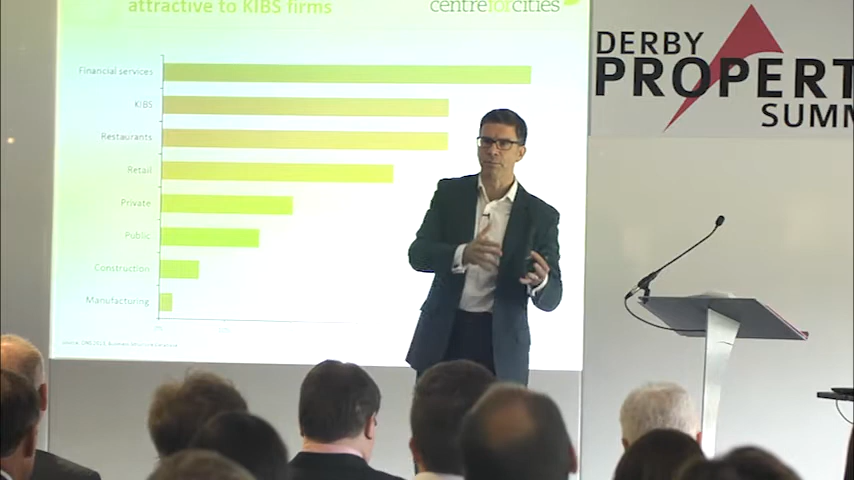 attractive to KIBS firms
centreforcities
DERBY
PROPERT
SUMM
Financial services
KIBS
Restaurants
Retail
Private
Public
Construction
Manufacturing